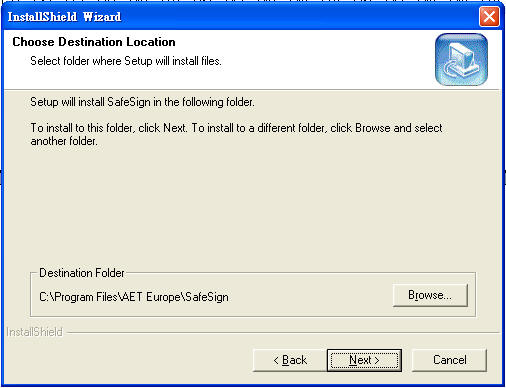 InstallShield Wizard
Choose Destination Location
Select folder where Setup will install files.
Setup will install SafeSign in the following folder.
To install to this folder, click Next. To install to a different folder, click Browse and select
another folder.
Destination Folder
C:\Program Files\AET Europe\SafeSign
Browse...
InstallShield
< Back
Next >
Cancel